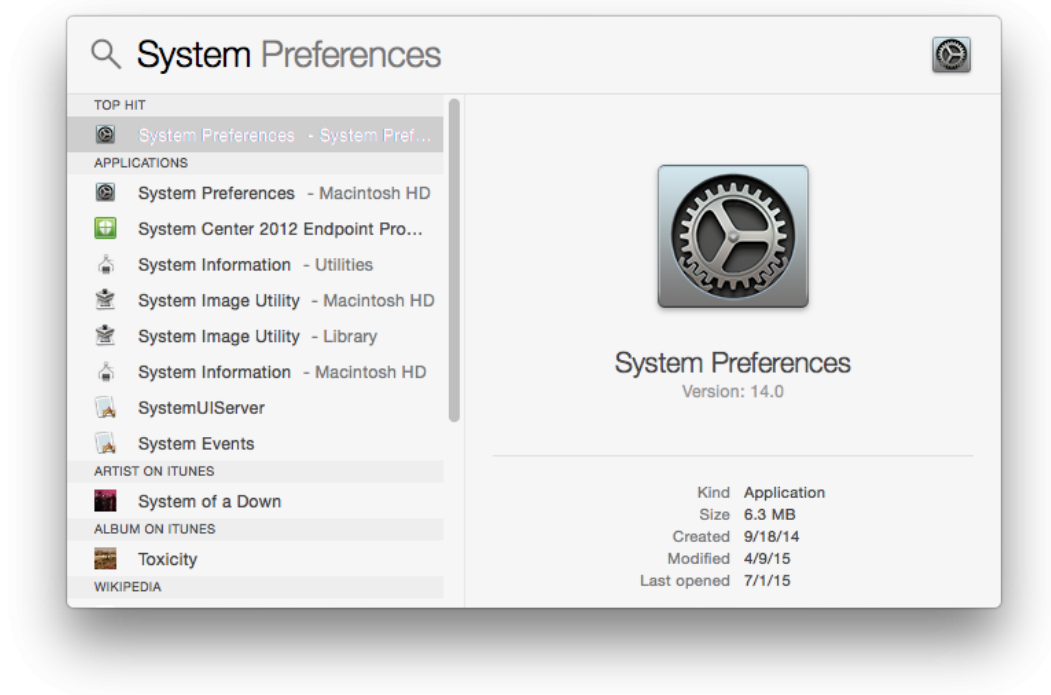 System Preferences
TOP HIT
System Preferences - System Pref...
APPLICATIONS
System Preferences - Macintosh HD
System Center 2012 Endpoint Pro...
System Information - Utilities
System Image Utility - Macintosh HD
System Image Utility - Library
System Information - Macintosh HD
SystemUIServer
System Events
ARTIST ON ITUNES
System of a Down
ALBUM ON ITUNES
Toxicity
WIKIPEDIA
System Preferences
Version: 14.0
Kind Application
Size 6.3 MB
Created 9/18/14
Modified 4/9/15
Last opened 7/1/15